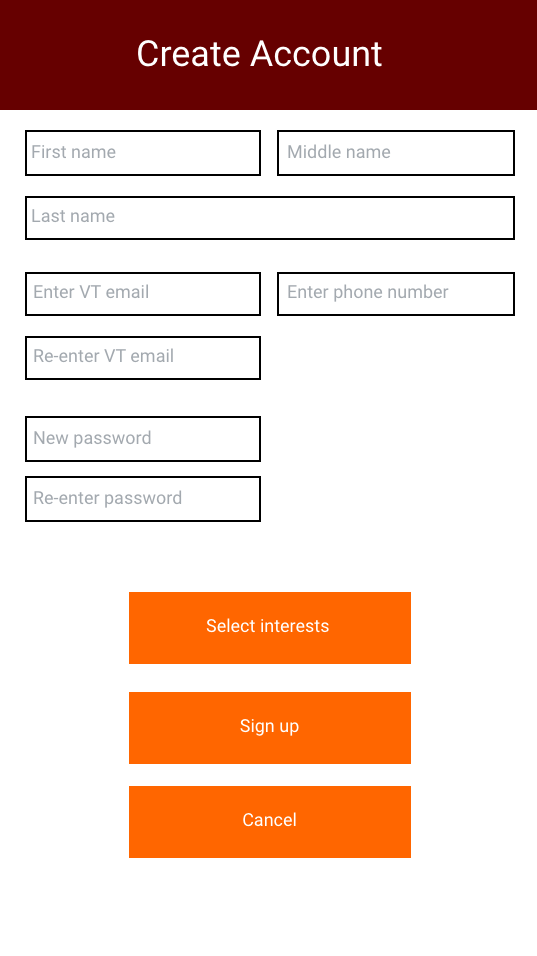 Create Account
First name
Middle name
Last name
Enter VT email
Enter phone number
Re-enter VT email
New password
Re-enter password
Select interests
Sign up
Cancel